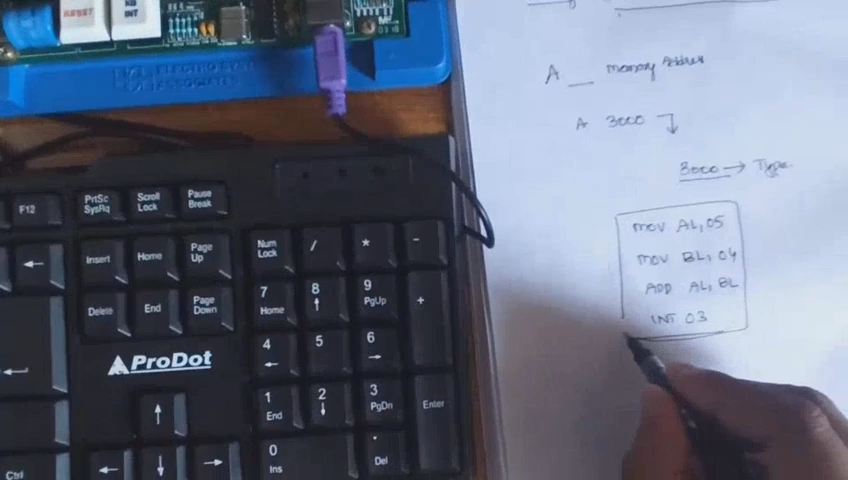 RESET
KB
INT
A _ memory Address
A 3000
3000 → Type
MOV AL, 05
MOV BL, 04
ADD AL, BL
INT 03
F12
PrtSc
SysRq
Scroll
Lock
Pause
Break
Insert
Home
Page
Up
Num
Lock
/
*
-
Delete
End
Page
Down
7
Home
8
9
PgUp
+
ProDot
4
5
6
1
End
2
3
PgDn
Enter
0
Ins
.
Del
Ctrl